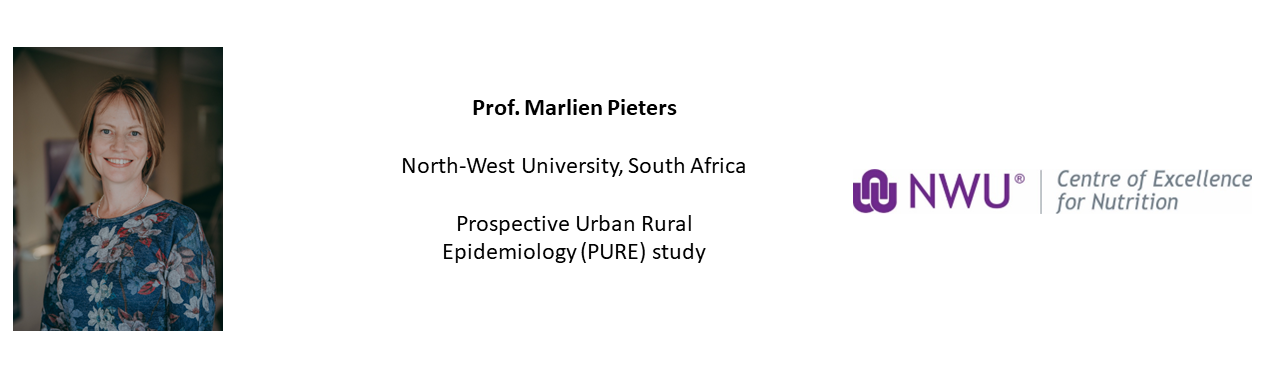 Prof. Marlien Pieters
North-West University, South Africa
Prospective Urban Rural
Epidemiology (PURE) study
NWU® Centre of Excellence
for Nutrition